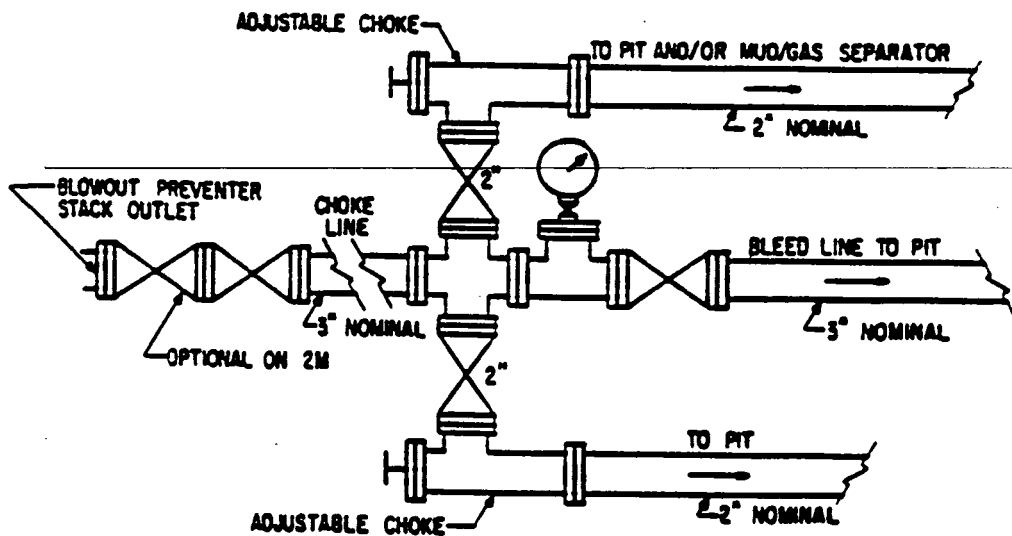 ADJUSTABLE CHOKE
TO PIT AND/OR MUD/GAS SEPARATOR
2" NOMINAL
2"
BLOWOUT PREVENTER
STACK OUTLET
CHOKE
LINE
BLEED LINE TO PIT
3" NOMINAL
3" NOMINAL
OPTIONAL ON 2M
2"
TO PIT
2" NOMINAL
ADJUSTABLE CHOKE